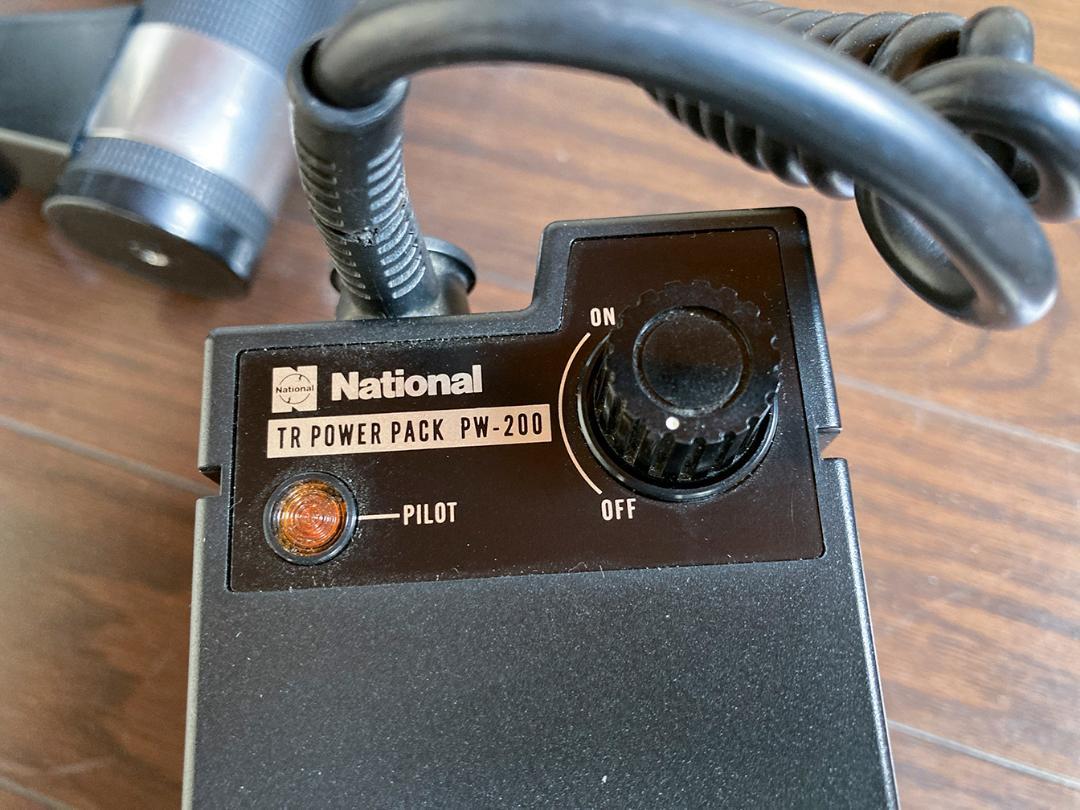 ON
National National
TR POWER PACK PW-200
PILOT
OFF